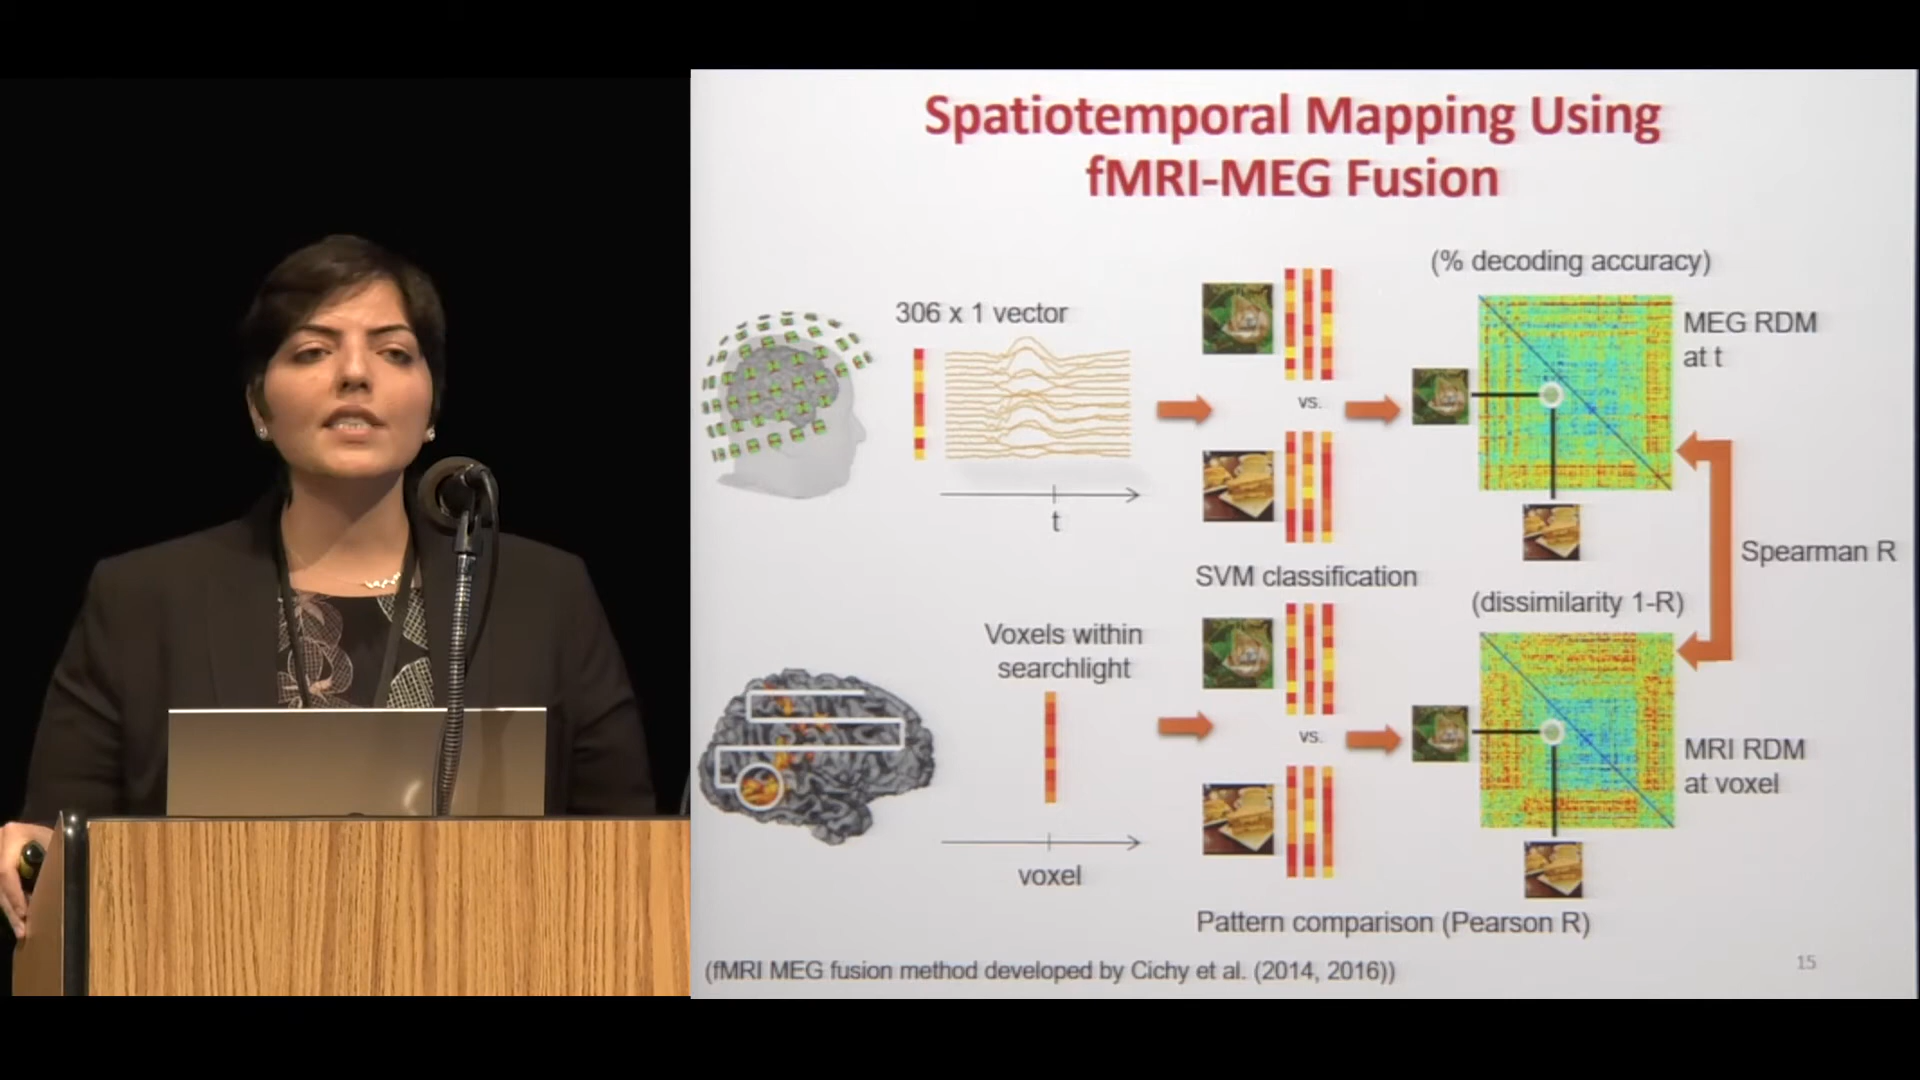 Spatiotemporal Mapping Using
fMRI-MEG Fusion
(% decoding accuracy)
306 x 1 vector
MEG RDM
at t
vs.
t
Spearman R
SVM classification
(dissimilarity 1-R)
Voxels within
searchlight
vs.
MRI RDM
at voxel
voxel
Pattern comparison (Pearson R)
(fMRI MEG fusion method developed by Cichy et al. (2014, 2016))
15